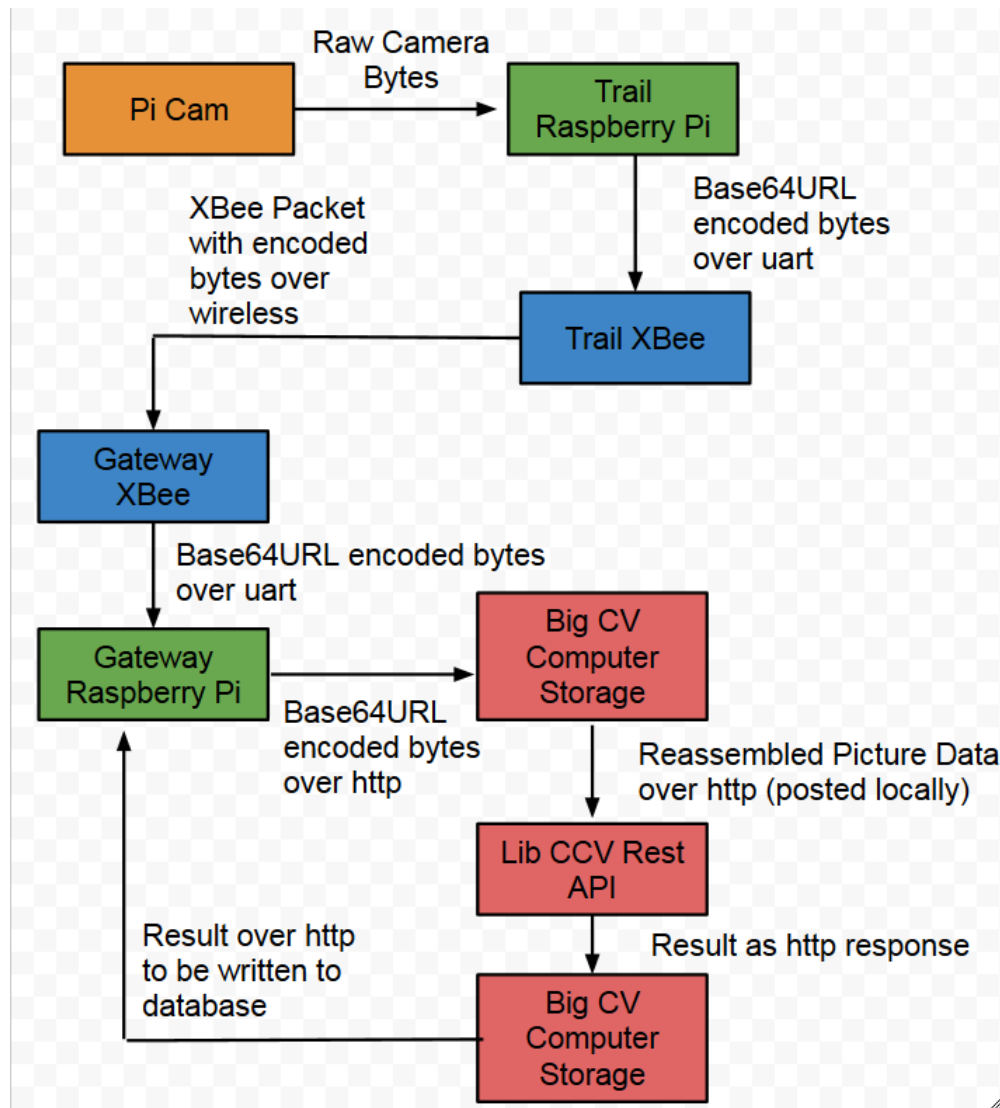 Raw Camera
Bytes
Pi Cam
Trail
Raspberry Pi
Base64URL
encoded bytes
over uart
XBee Packet
with encoded
bytes over
wireless
Trail XBee
Gateway
XBee
Base64URL encoded bytes
over uart
Gateway
Raspberry Pi
Base64URL
encoded bytes
over http
Big CV
Computer
Storage
Reassembled Picture Data
over http (posted locally)
Lib CCV Rest
API
Result as http response
Big CV
Computer
Storage
Result over http
to be written to
database